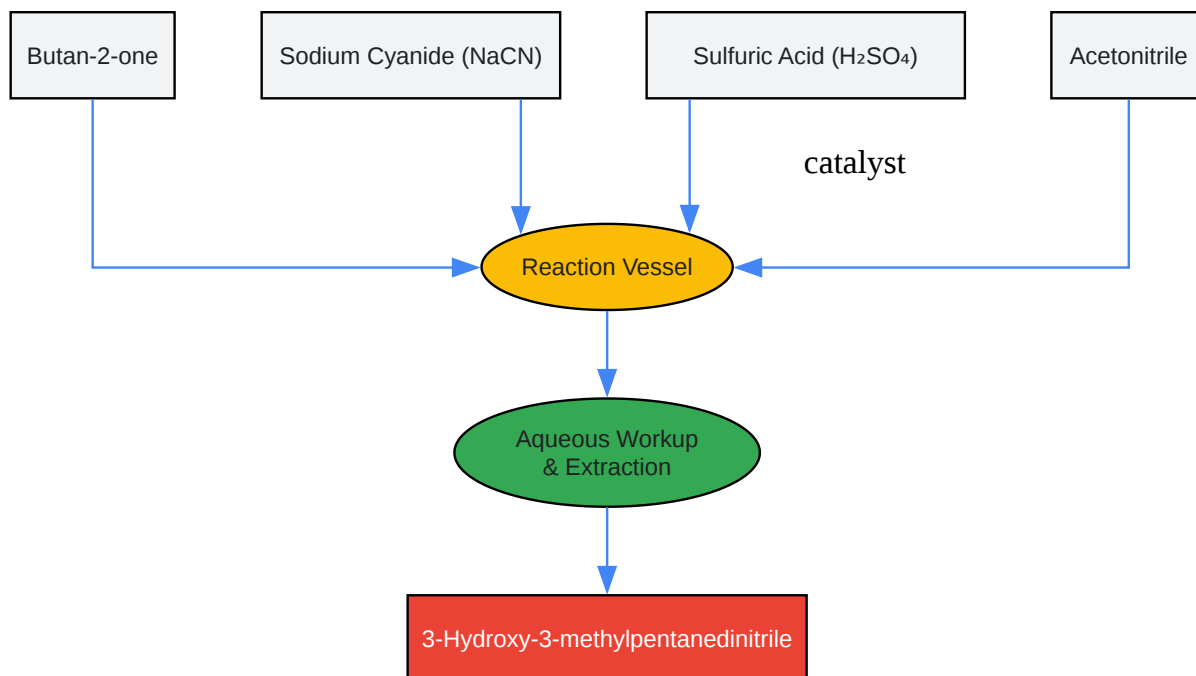 Butan-2-one
Sodium Cyanide (NaCN)
Sulfuric Acid (H₂SO₄)
Acetonitrile
catalyst
Reaction Vessel
Aqueous Workup
& Extraction
3-Hydroxy-3-methylpentanedinitrile